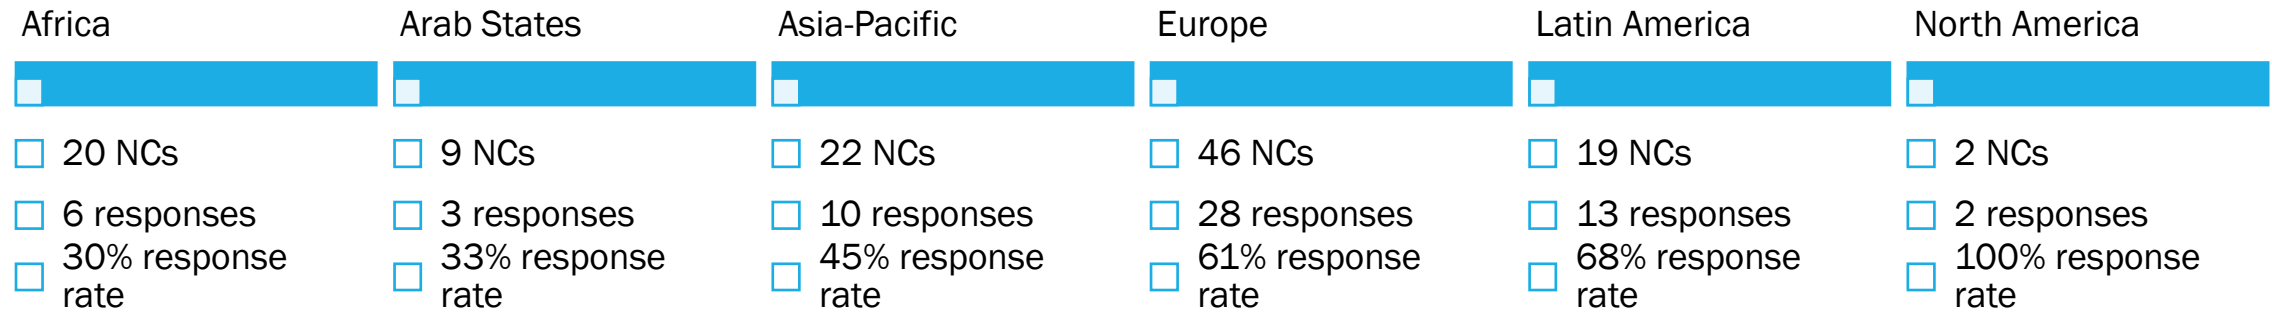 Africa
20 NCs
6 responses
30% response
rate
Arab States
9 NCs
3 responses
33% response
rate
Asia-Pacific
22 NCs
10 responses
45% response
rate
Europe
46 NCs
28 responses
61% response
rate
Latin America
19 NCs
13 responses
68% response
rate
North America
2 NCs
2 responses
100% response
rate